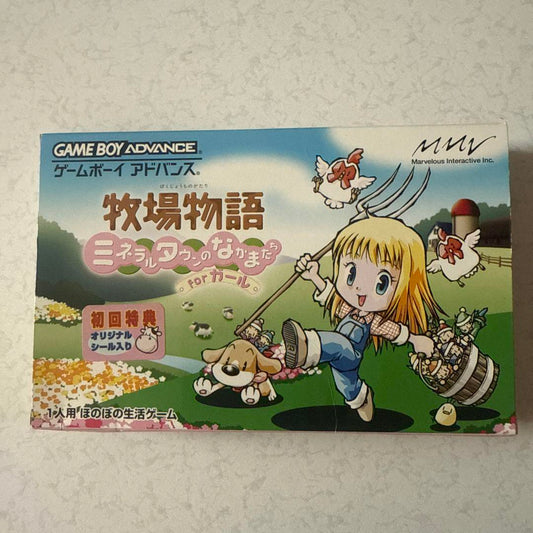 GAME BOY ADVANCE
ゲームボーイ アドバンス®
Marvelous Interactive Inc.
ぼくじょうものがたり
牧場物語
ミネラルタウンのなかまたち
for ガール
初回特典
オリジナル
シール入り
1人用 ほのぼの生活ゲーム